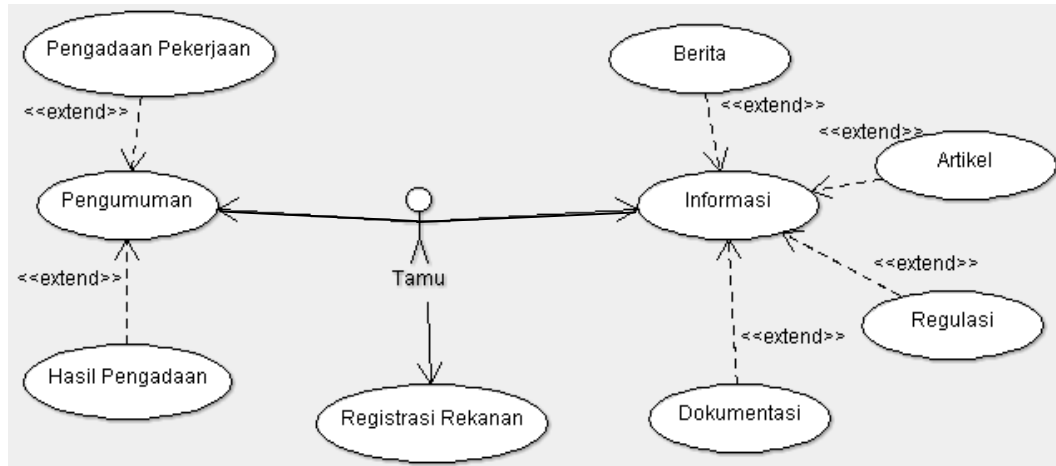 Pengadaan Pekerjaan
Berita
<<extend>>
<<extend>>
<<extend>>
Artikel
Pengumuman
Informasi
<<extend>>
<<extend>>
Tamu
Regulasi
<<extend>>
Hasil Pengadaan
Registrasi Rekanan
Dokumentasi